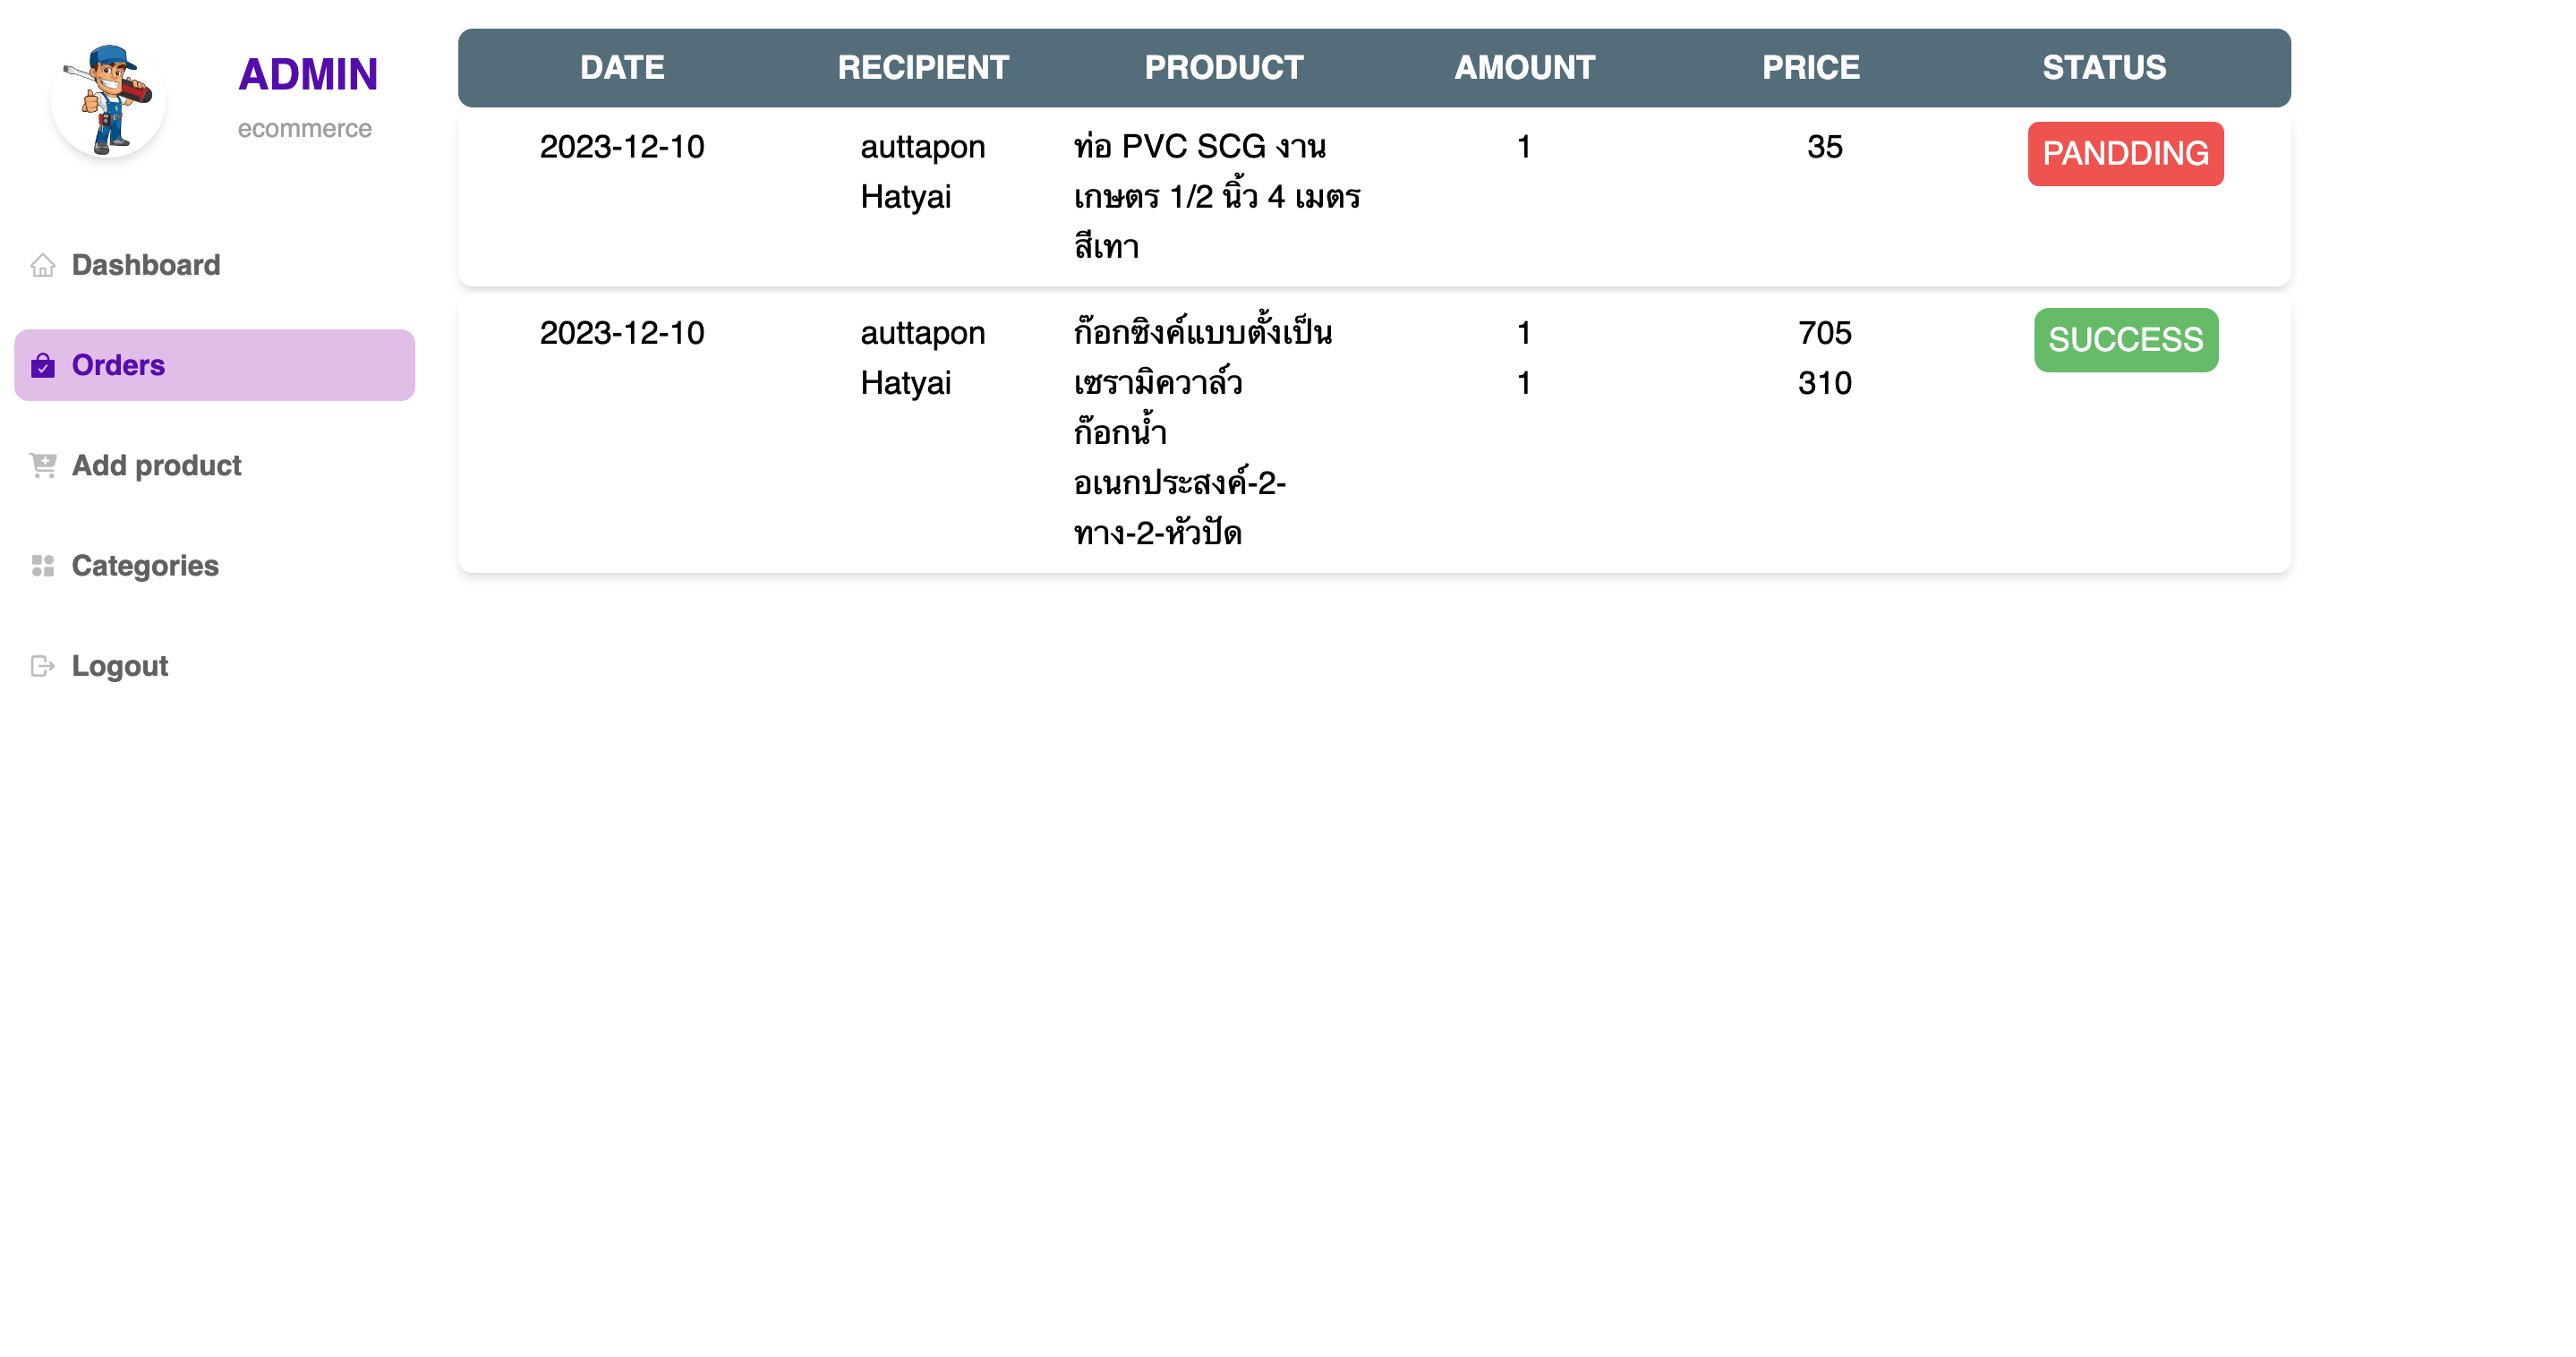 ADMIN
ecommerce
Dashboard
Orders
Add product
Categories
Logout
DATE RECIPIENT PRODUCT AMOUNT PRICE STATUS
2023-12-10 auttapon ท่อ PVC SCG งาน 1 35 PANDDING
Hatyai เกษตร 1/2 นิ้ว 4 เมตร
สีเทา
2023-12-10 auttapon ก๊อกซิงค์แบบตั้งเป็น 1 705 SUCCESS
Hatyai เซรามิควาล์ว 1 310
ก๊อกน้ำ
อเนกประสงค์-2-
ทาง-2-หัวปัด